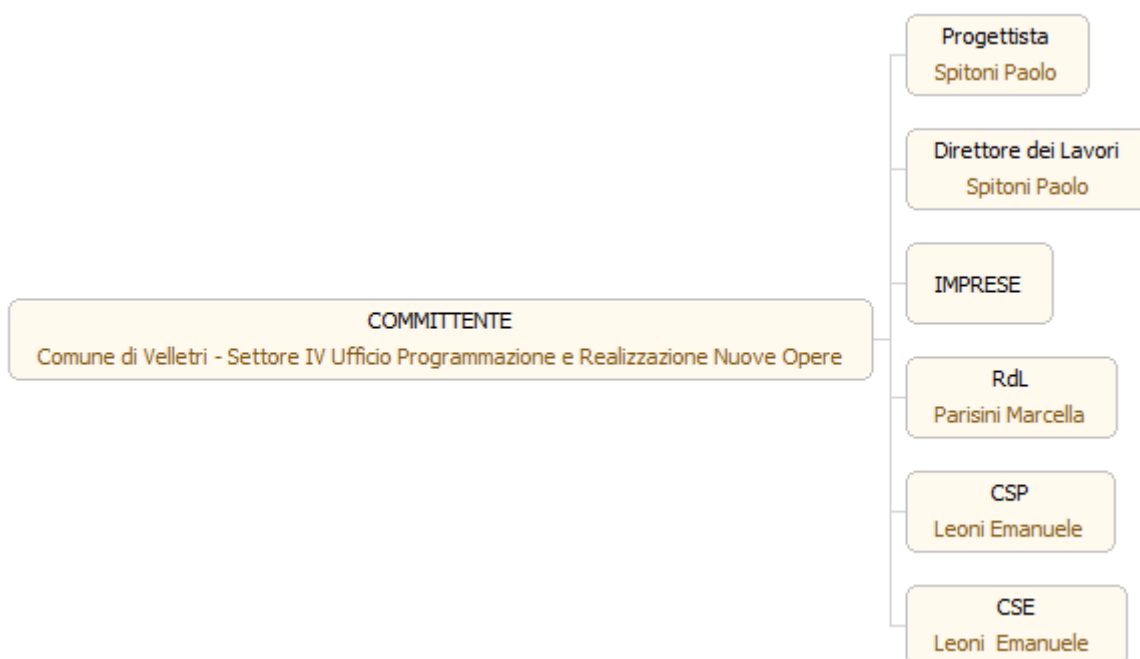 Progettista
Spitoni Paolo
Direttore dei Lavori
Spitoni Paolo
IMPRESE
COMMITTENTE
Comune di Velletri - Settore IV Ufficio Programmazione e Realizzazione Nuove Opere
RdL
Parisini Marcella
CSP
Leoni Emanuele
CSE
Leoni  Emanuele